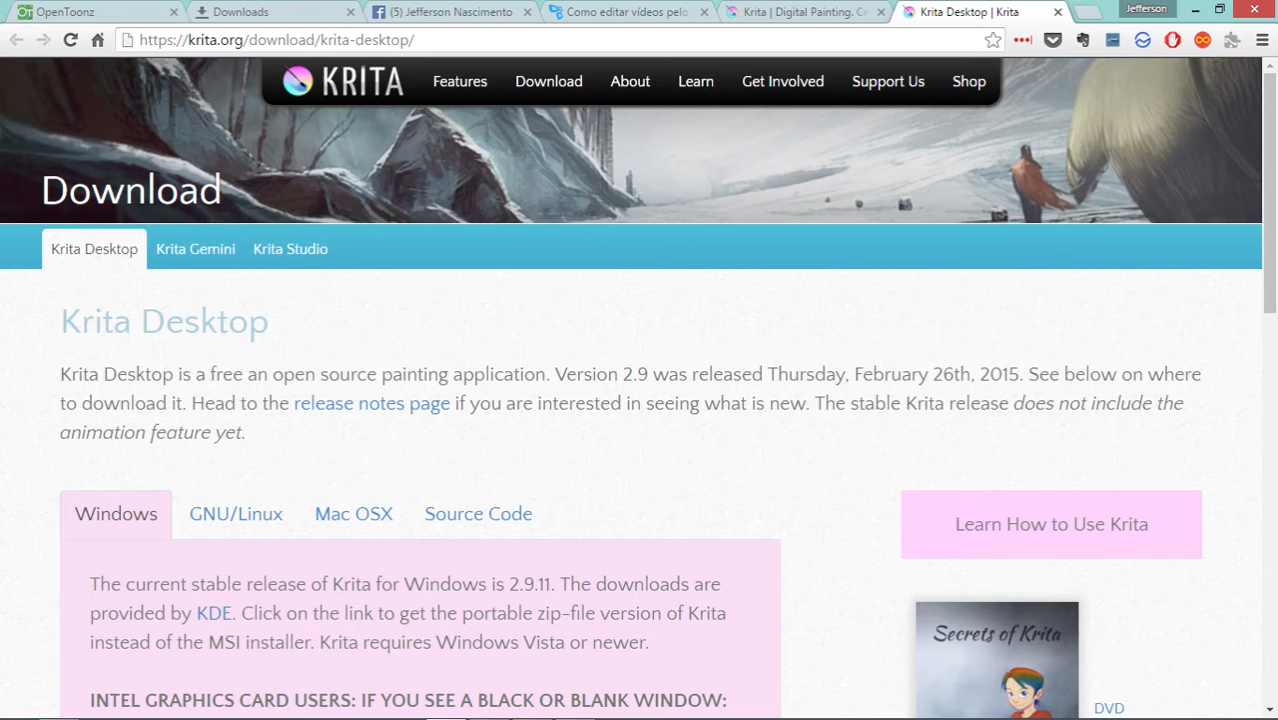 OpenToonz
Downloads
(5) Jefferson Nascimento
Como editar vídeos pelo
Krita | Digital Painting. Cr
Krita Desktop | Krita
Jefferson
https://krita.org/download/krita-desktop/
KRITA
Features
Download
About
Learn
Get Involved
Support Us
Shop
Download
Krita Desktop
Krita Gemini
Krita Studio
Krita Desktop
Krita Desktop is a free an open source painting application. Version 2.9 was released Thursday, February 26th, 2015. See below on where
to download it. Head to the release notes page if you are interested in seeing what is new. The stable Krita release does not include the
animation feature yet.
Windows
GNU/Linux
Mac OSX
Source Code
Learn How to Use Krita
The current stable release of Krita for Windows is 2.9.11. The downloads are
provided by KDE. Click on the link to get the portable zip-file version of Krita
instead of the MSI installer. Krita requires Windows Vista or newer.
INTEL GRAPHICS CARD USERS: IF YOU SEE A BLACK OR BLANK WINDOW:
Secrets of Krita
DVD